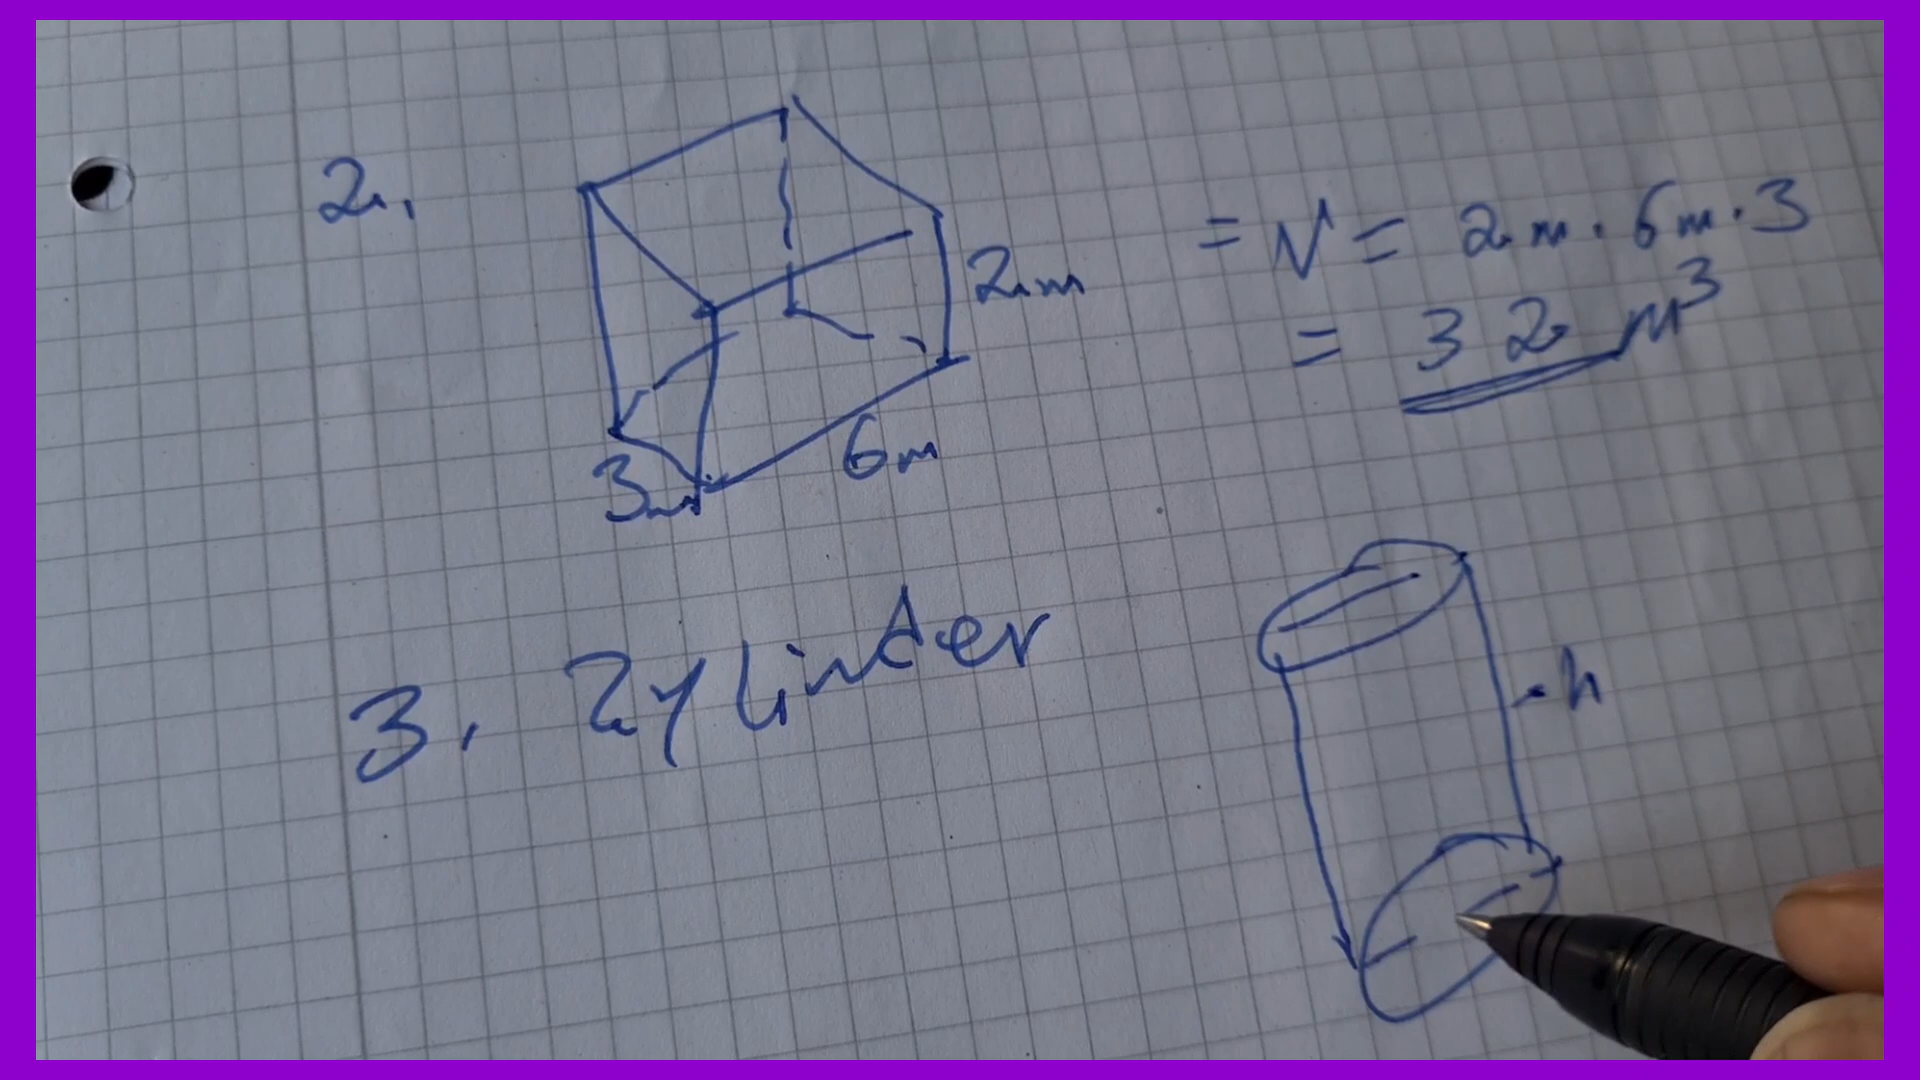 2.
= V = 2m · 6m · 3
= 32 m³
2m
6m
3m
3. Zylinder
h